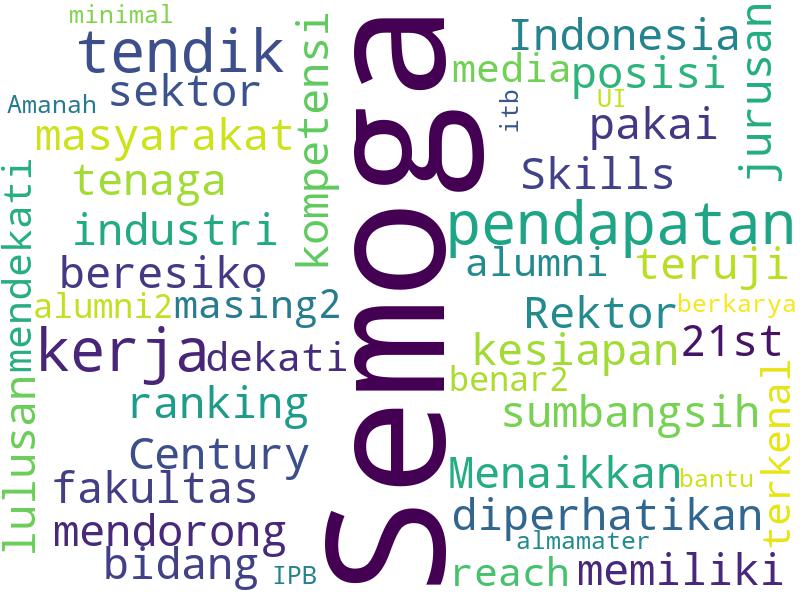 minimal
tendik
Amanah
sektor
masyarakat
kompetensi
tenaga
industri
beresiko
mendekati
alumni2
masing2
kerja
dekati
lulusan
ranking
Century
fakultas
mendorong
bidang
IPB
Semoga
Indonesia
media
posisi
UI
itb
pakai
jurusan
Skills
pendapatan
alumni
teruji
Rektor
berkarya
kesiapan
21st
benar2
sumbangsih
terkenal
Menaikkan
bantu
diperhatikan
almamater
reach
memiliki